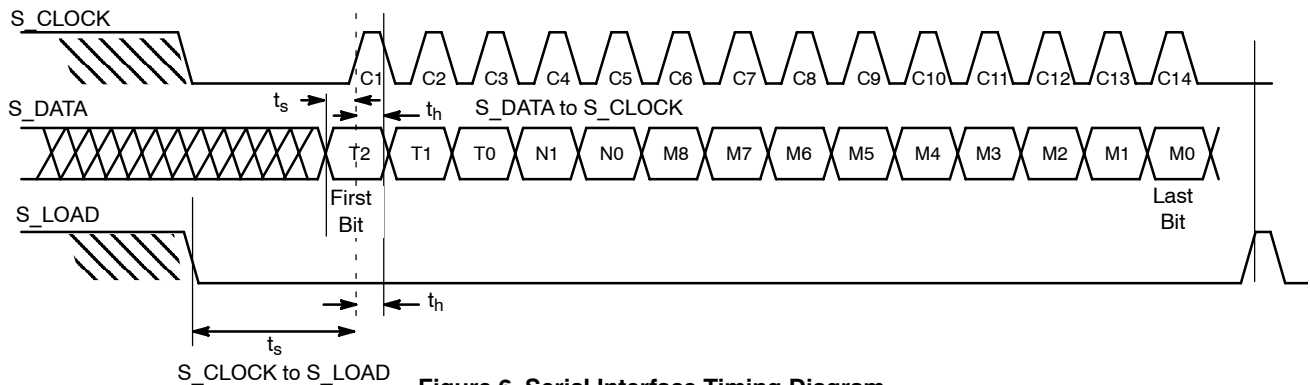 S_CLOCK
C1 C2 C3 C4 C5 C6 C7 C8 C9 C10 C11 C12 C13 C14
ts
S_DATA
th
S_DATA to S_CLOCK
T2 T1 T0 N1 N0 M8 M7 M6 M5 M4 M3 M2 M1 M0
First
Bit
Last
Bit
S_LOAD
th
ts
S_CLOCK to S_LOAD
Figure 6. Serial Interface Timing Diagram